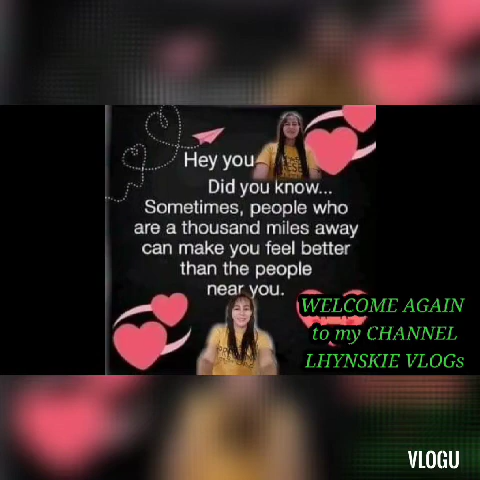 Hey you
Did you know...
Sometimes, people who
are a thousand miles away
can make you feel better
than the people
near you.
WELCOME AGAIN
to my CHANNEL
LHYNSKIE VLOGs
VLOGU